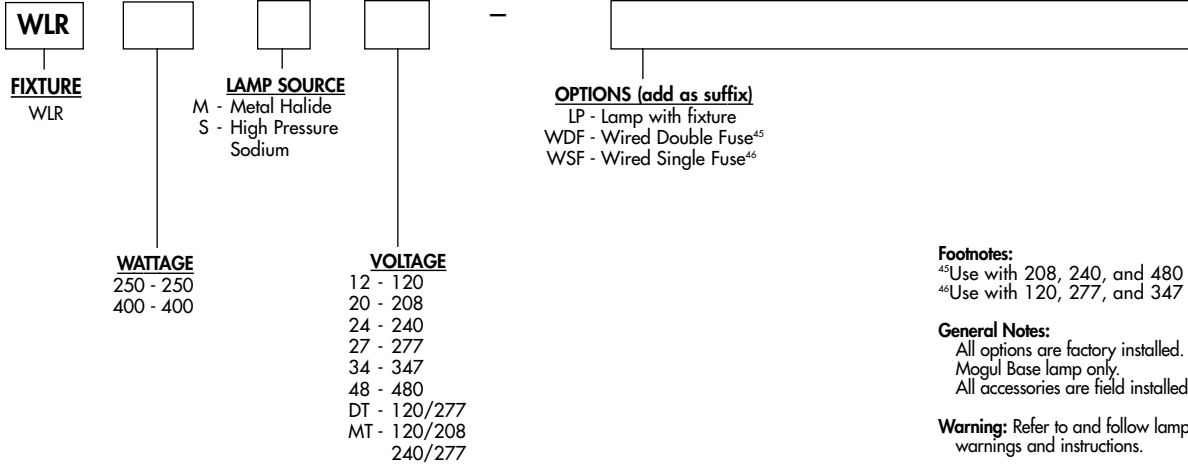 WLR
–
FIXTURE
WLR
LAMP SOURCE
M - Metal Halide
S - High Pressure
Sodium
OPTIONS (add as suffix)
LP - Lamp with fixture
WDF - Wired Double Fuse⁴⁵
WSF - Wired Single Fuse⁴⁶
WATTAGE
250 - 250
400 - 400
VOLTAGE
12 - 120
20 - 208
24 - 240
27 - 277
34 - 347
48 - 480
DT - 120/277
MT - 120/208
240/277
Footnotes:
⁴⁵Use with 208, 240, and 480
⁴⁶Use with 120, 277, and 347
General Notes:
All options are factory installed.
Mogul Base lamp only.
All accessories are field installed
Warning: Refer to and follow lamp
warnings and instructions.